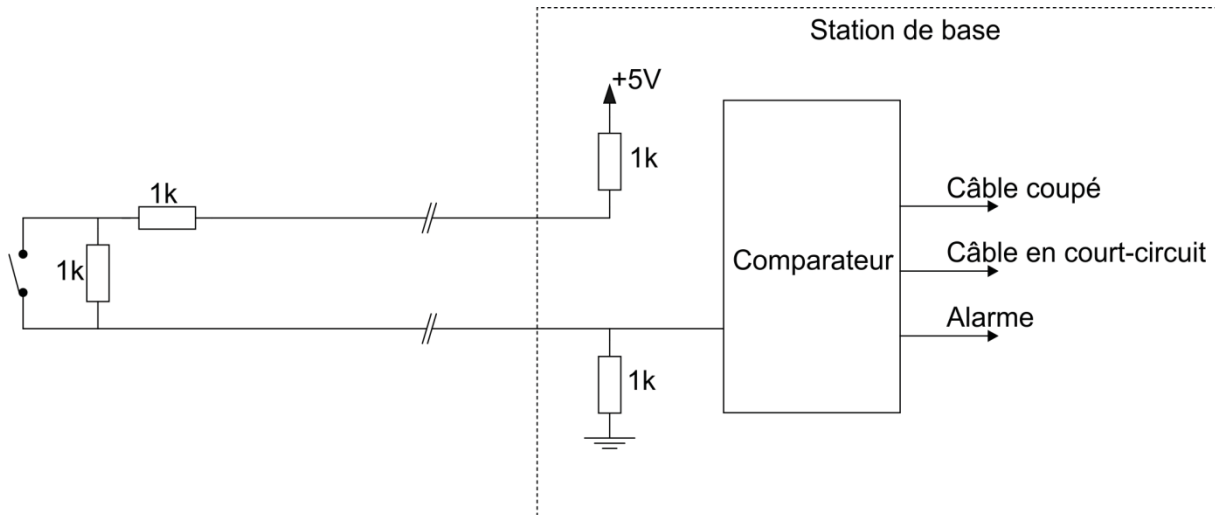 Station de base
+5V
1k
1k
1k
Comparateur
Câble coupé
Câble en court-circuit
Alarme
1k